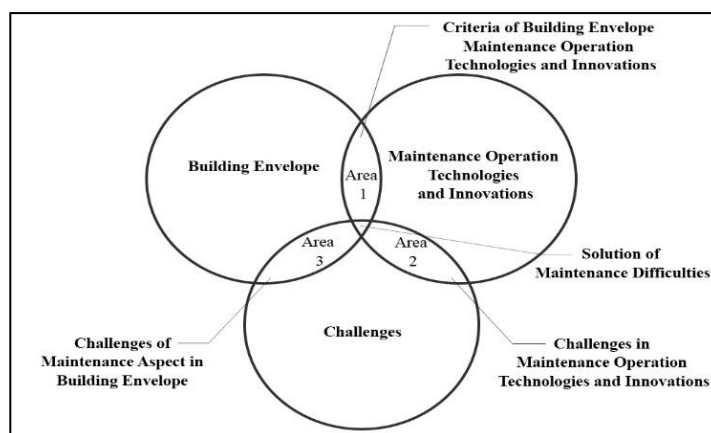 Criteria of Building Envelope
Maintenance Operation
Technologies and Innovations
Building Envelope
Maintenance Operation
Technologies
and Innovations
Area
1
Area
3
Area
2
Solution of
Maintenance Difficulties
Challenges
Challenges of
Maintenance Aspect in
Building Envelope
Challenges in
Maintenance Operation
Technologies and Innovations